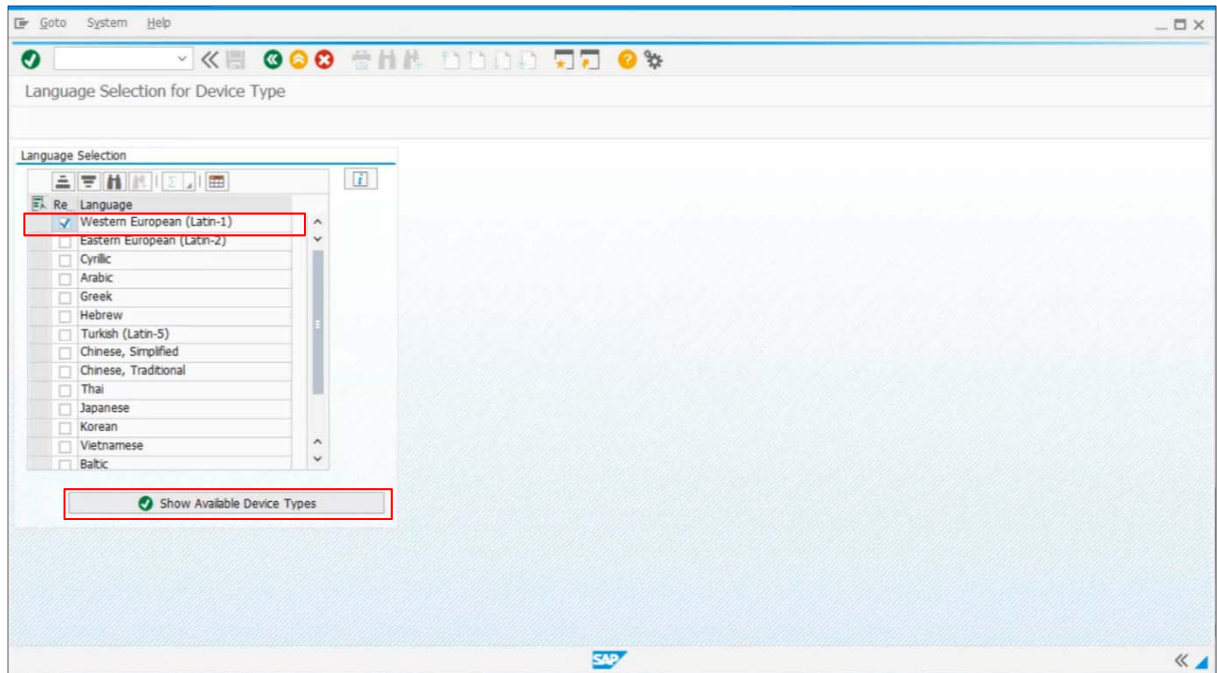 Goto System Help
Language Selection for Device Type
Language Selection
Re_ Language
Western European (Latin-1)
Eastern European (Latin-2)
Cyrillic
Arabic
Greek
Hebrew
Turkish (Latin-5)
Chinese, Simplified
Chinese, Traditional
Thai
Japanese
Korean
Vietnamese
Baltic
Show Available Device Types
SAP